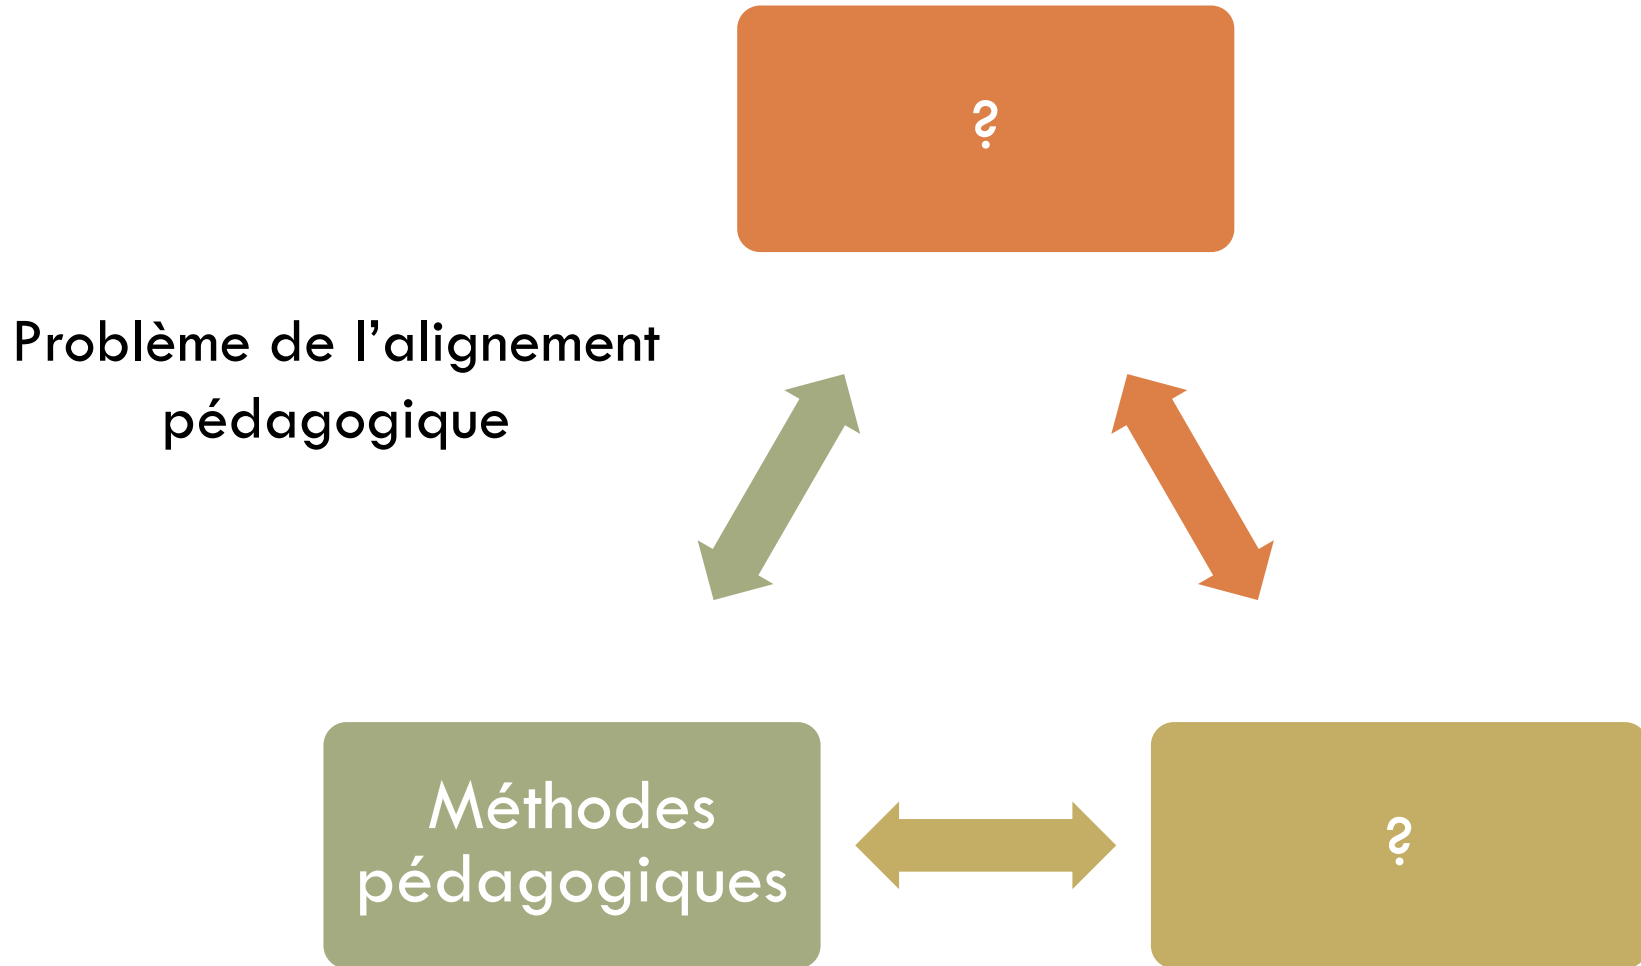 ?
Problème de l’alignement
pédagogique
Méthodes
pédagogiques
?